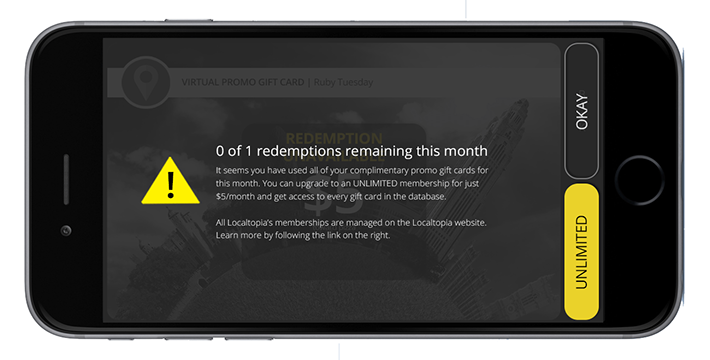 VIRTUAL PROMO GIFT CARD | Ruby Tuesday
REDEMPTION
UNAVAILABLE
$5
0 of 1 redemptions remaining this month
It seems you have used all of your complimentary promo gift cards for
this month. You can upgrade to an UNLIMITED membership for just
$5/month and get access to every gift card in the database.
All Localtopia's memberships are managed on the Localtopia website.
Learn more by following the link on the right.
OKAY
UNLIMITED